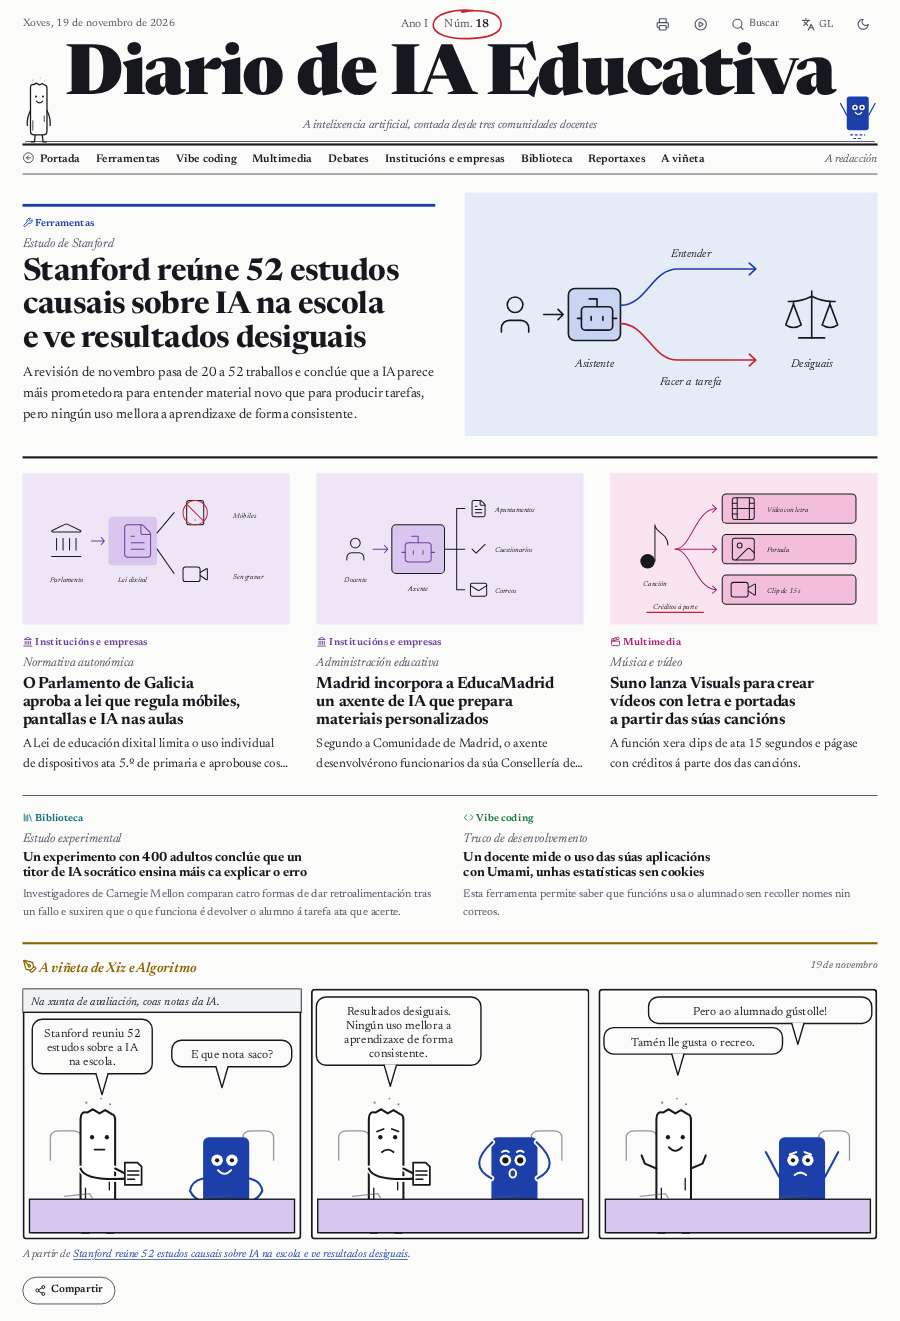 Xoves, 19 de novembro de 2026
Ano I Núm. 18
Buscar
GL
Diario de IA Educativa
A intelixencia artificial, contada desde tres comunidades docentes
Portada Ferramentas Vibe coding Multimedia Debates Institucións e empresas Biblioteca Reportaxes A viñeta A redacción
Ferramentas
Estudo de Stanford
Stanford reúne 52 estudos
causais sobre IA na escola
e ve resultados desiguais
A revisión de novembro pasa de 20 a 52 traballos e conclúe que a IA parece
máis prometedora para entender material novo que para producir tarefas,
pero ningún uso mellora a aprendizaxe de forma consistente.
Entender
Asistente
Facer a tarefa
Desiguais
Parlamento
Lei dixital
Móbiles
Sen gravar
Institucións e empresas
Normativa autonómica
O Parlamento de Galicia
aproba a lei que regula móbiles,
pantallas e IA nas aulas
A Lei de educación dixital limita o uso individual
de dispositivos ata 5.º de primaria e aprobouse cos…
Docente
Axente
Apuntamentos
Cuestionarios
Correos
Institucións e empresas
Administración educativa
Madrid incorpora a EducaMadrid
un axente de IA que prepara
materiais personalizados
Segundo a Comunidade de Madrid, o axente
desenvolvérono funcionarios da súa Consellería de…
Canción
Créditos á parte
Vídeo con letra
Portada
Clip de 15 s
Multimedia
Música e vídeo
Suno lanza Visuals para crear
vídeos con letra e portadas
a partir das súas cancións
A función xera clips de ata 15 segundos e págase
con créditos á parte dos das cancións.
Biblioteca
Estudo experimental
Un experimento con 400 adultos conclúe que un
titor de IA socrático ensina máis ca explicar o erro
Investigadores de Carnegie Mellon comparan catro formas de dar retroalimentación tras
un fallo e suxiren que o que funciona é devolver o alumno á tarefa ata que acerte.
Vibe coding
Truco de desenvolvemento
Un docente mide o uso das súas aplicacións
con Umami, unhas estatísticas sen cookies
Esta ferramenta permite saber que funcións usa o alumnado sen recoller nomes nin
correos.
A viñeta de Xiz e Algoritmo
19 de novembro
Na xunta de avaliación, coas notas da IA.
Stanford reuniu 52
estudos sobre a IA
na escola.
E que nota saco?
Resultados desiguais.
Ningún uso mellora a
aprendizaxe de forma
consistente.
Pero ao alumnado gústolle!
Tamén lle gusta o recreo.
A partir de Stanford reúne 52 estudos causais sobre IA na escola e ve resultados desiguais.
Compartir